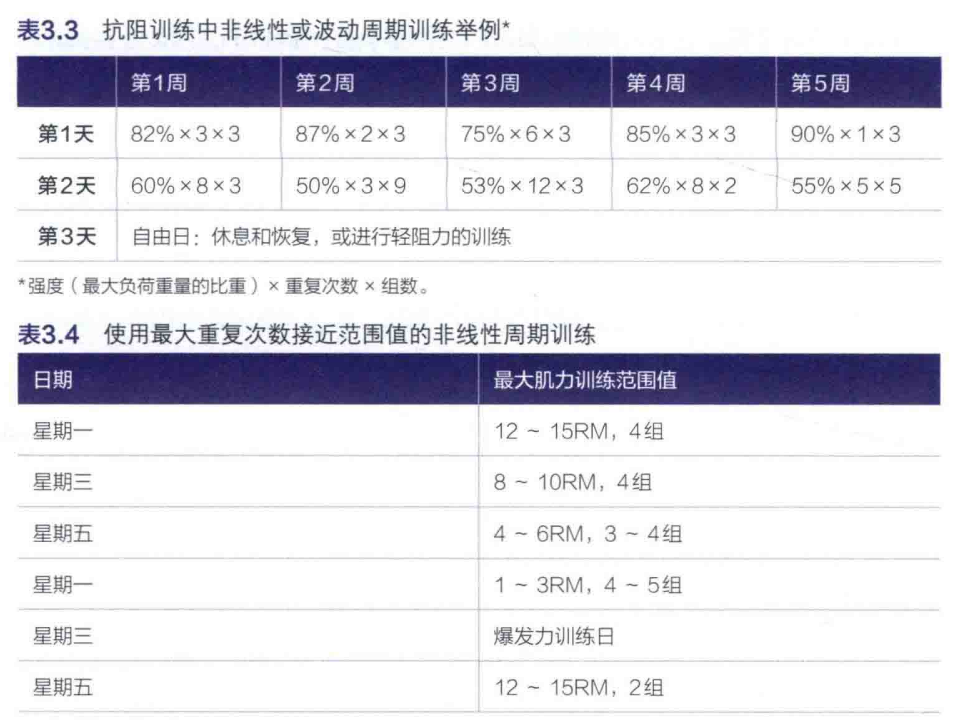 表3.3 抗阻训练中非线性或波动周期训练举例*
第1周 第2周 第3周 第4周 第5周
第1天 82%×3×3 87%×2×3 75%×6×3 85%×3×3 90%×1×3
第2天 60%×8×3 50%×3×9 53%×12×3 62%×8×2 55%×5×5
第3天 自由日：休息和恢复，或进行轻阻力的训练
*强度（最大负荷重量的比重）×重复次数×组数。
表3.4 使用最大重复次数接近范围值的非线性周期训练
日期 最大肌力训练范围值
星期一 12 ~ 15RM，4组
星期三 8 ~ 10RM，4组
星期五 4 ~ 6RM，3 ~ 4组
星期一 1 ~ 3RM，4 ~ 5组
星期三 爆发力训练日
星期五 12 ~ 15RM，2组